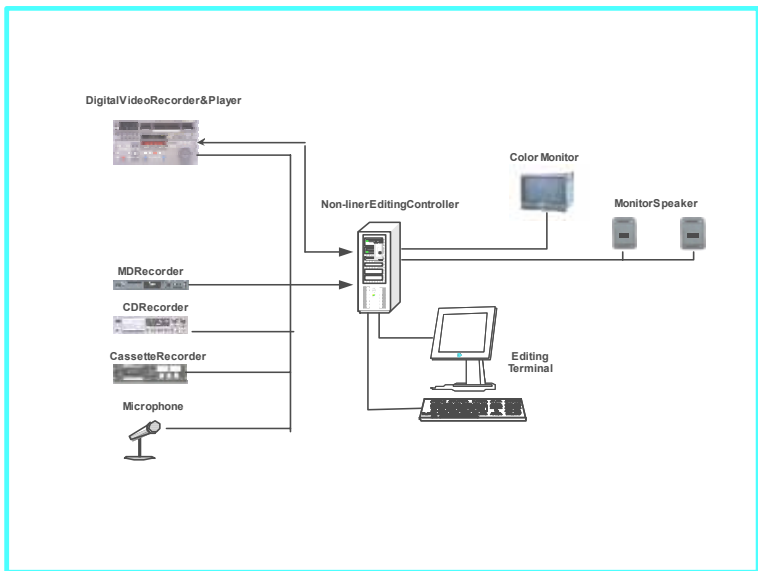 DigitalVideoRecorder&Player
Color Monitor
Non-linerEditingController
MonitorSpeaker
MDRecorder
CDRecorder
CassetteRecorder
Editing
Terminal
Microphone